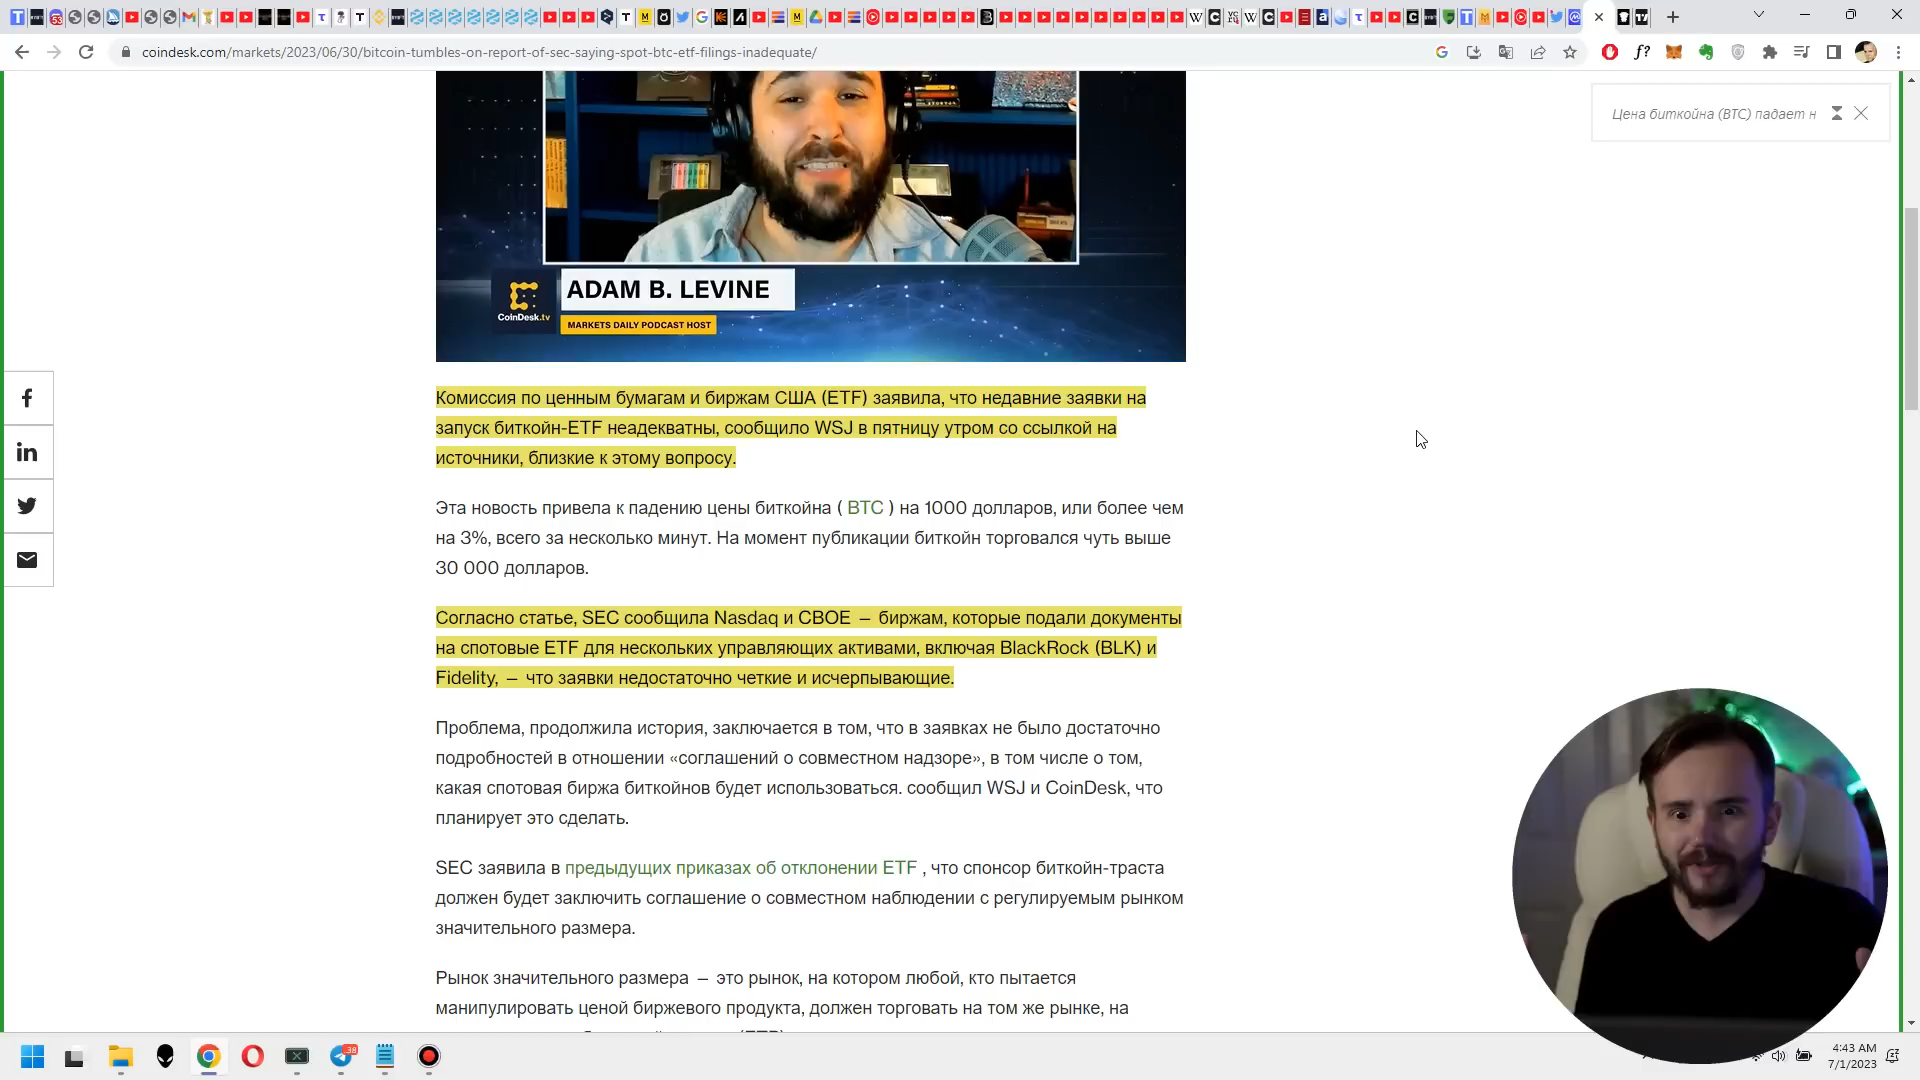 coindesk.com/markets/2023/06/30/bitcoin-tumbles-on-report-of-sec-saying-spot-btc-etf-filings-inadequate/
Цена биткойна (BTC) падает н
CoinDesk.tv
ADAM B. LEVINE
MARKETS DAILY PODCAST HOST
Комиссия по ценным бумагам и биржам США (ETF) заявила, что недавние заявки на
запуск биткойн-ETF неадекватны, сообщило WSJ в пятницу утром со ссылкой на
источники, близкие к этому вопросу.
Эта новость привела к падению цены биткойна ( BTC ) на 1000 долларов, или более чем
на 3%, всего за несколько минут. На момент публикации биткойн торговался чуть выше
30 000 долларов.
Согласно статье, SEC сообщила Nasdaq и CBOE – биржам, которые подали документы
на спотовые ETF для нескольких управляющих активами, включая BlackRock (BLK) и
Fidelity, – что заявки недостаточно четкие и исчерпывающие.
Проблема, продолжила история, заключается в том, что в заявках не было достаточно
подробностей в отношении «соглашений о совместном надзоре», в том числе о том,
какая спотовая биржа биткойнов будет использоваться. сообщил WSJ и CoinDesk, что
планирует это сделать.
SEC заявила в предыдущих приказах об отклонении ETF , что спонсор биткойн-траста
должен будет заключить соглашение о совместном наблюдении с регулируемым рынком
значительного размера.
Рынок значительного размера – это рынок, на котором любой, кто пытается
манипулировать ценой биржевого продукта, должен торговать на том же рынке, на
38
4:43 AM
7/1/2023